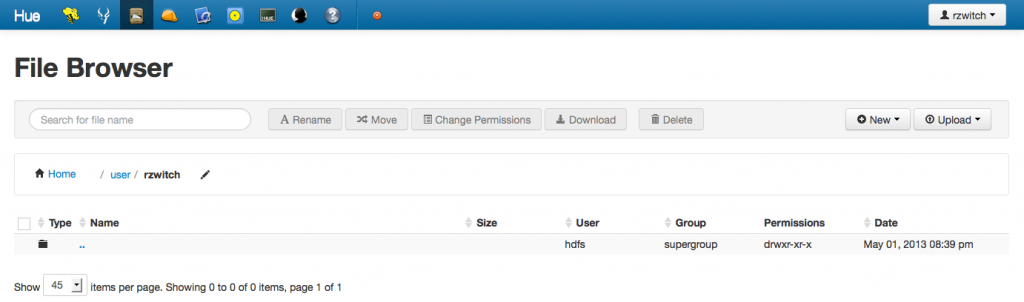 Hue rzwitch
File Browser
Search for file name Rename Move Change Permissions Download Delete New Upload
Home / user / rzwitch
Type Name Size User Group Permissions Date
.. hdfs supergroup drwxr-xr-x May 01, 2013 08:39 pm
Show 45 items per page. Showing 0 to 0 of 0 items, page 1 of 1